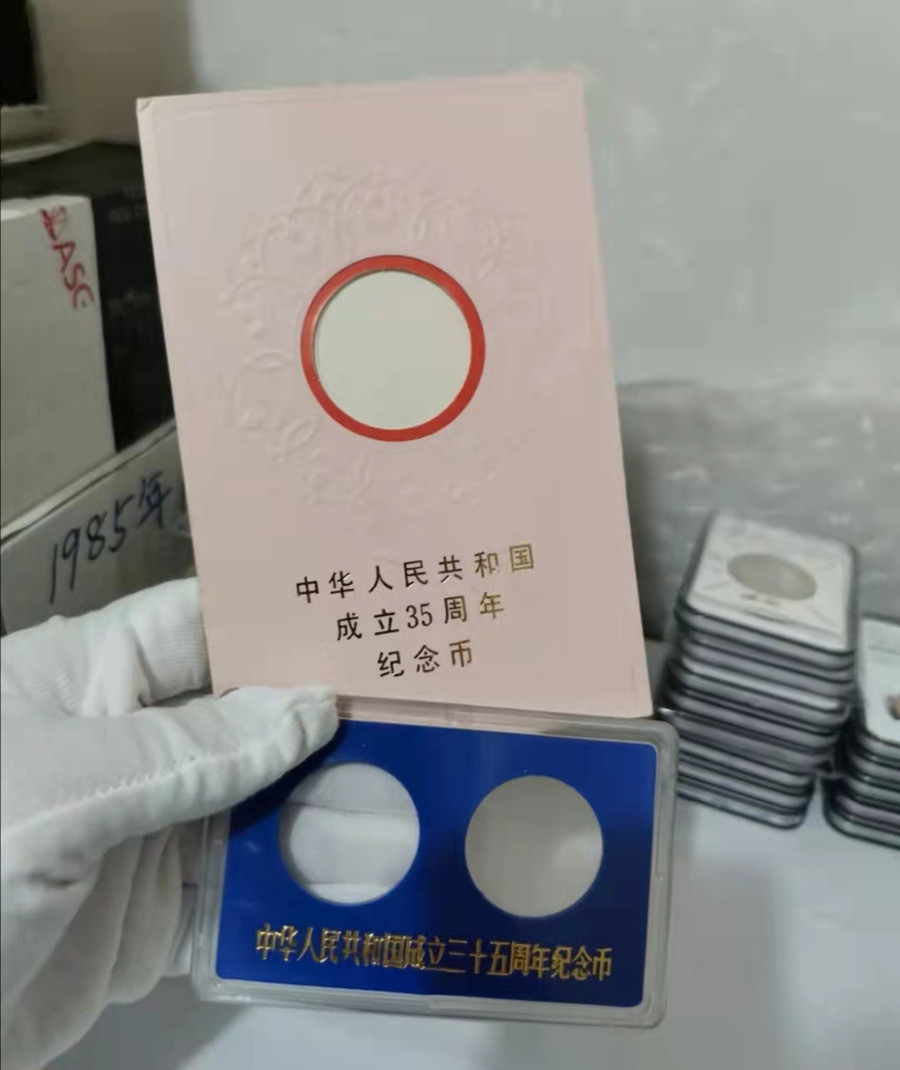 ASC
1985年
中华人民共和国
成立35周年
纪念币
中华人民共和国成立三十五周年纪念币